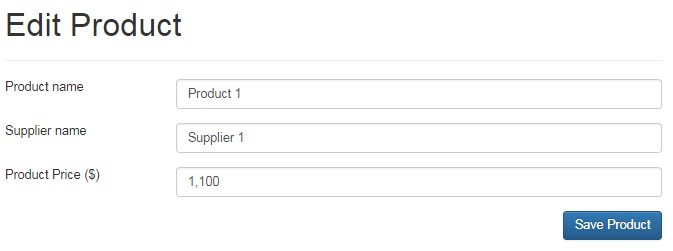 Edit Product
Product name
Product 1
Supplier name
Supplier 1
Product Price ($)
1,100
Save Product